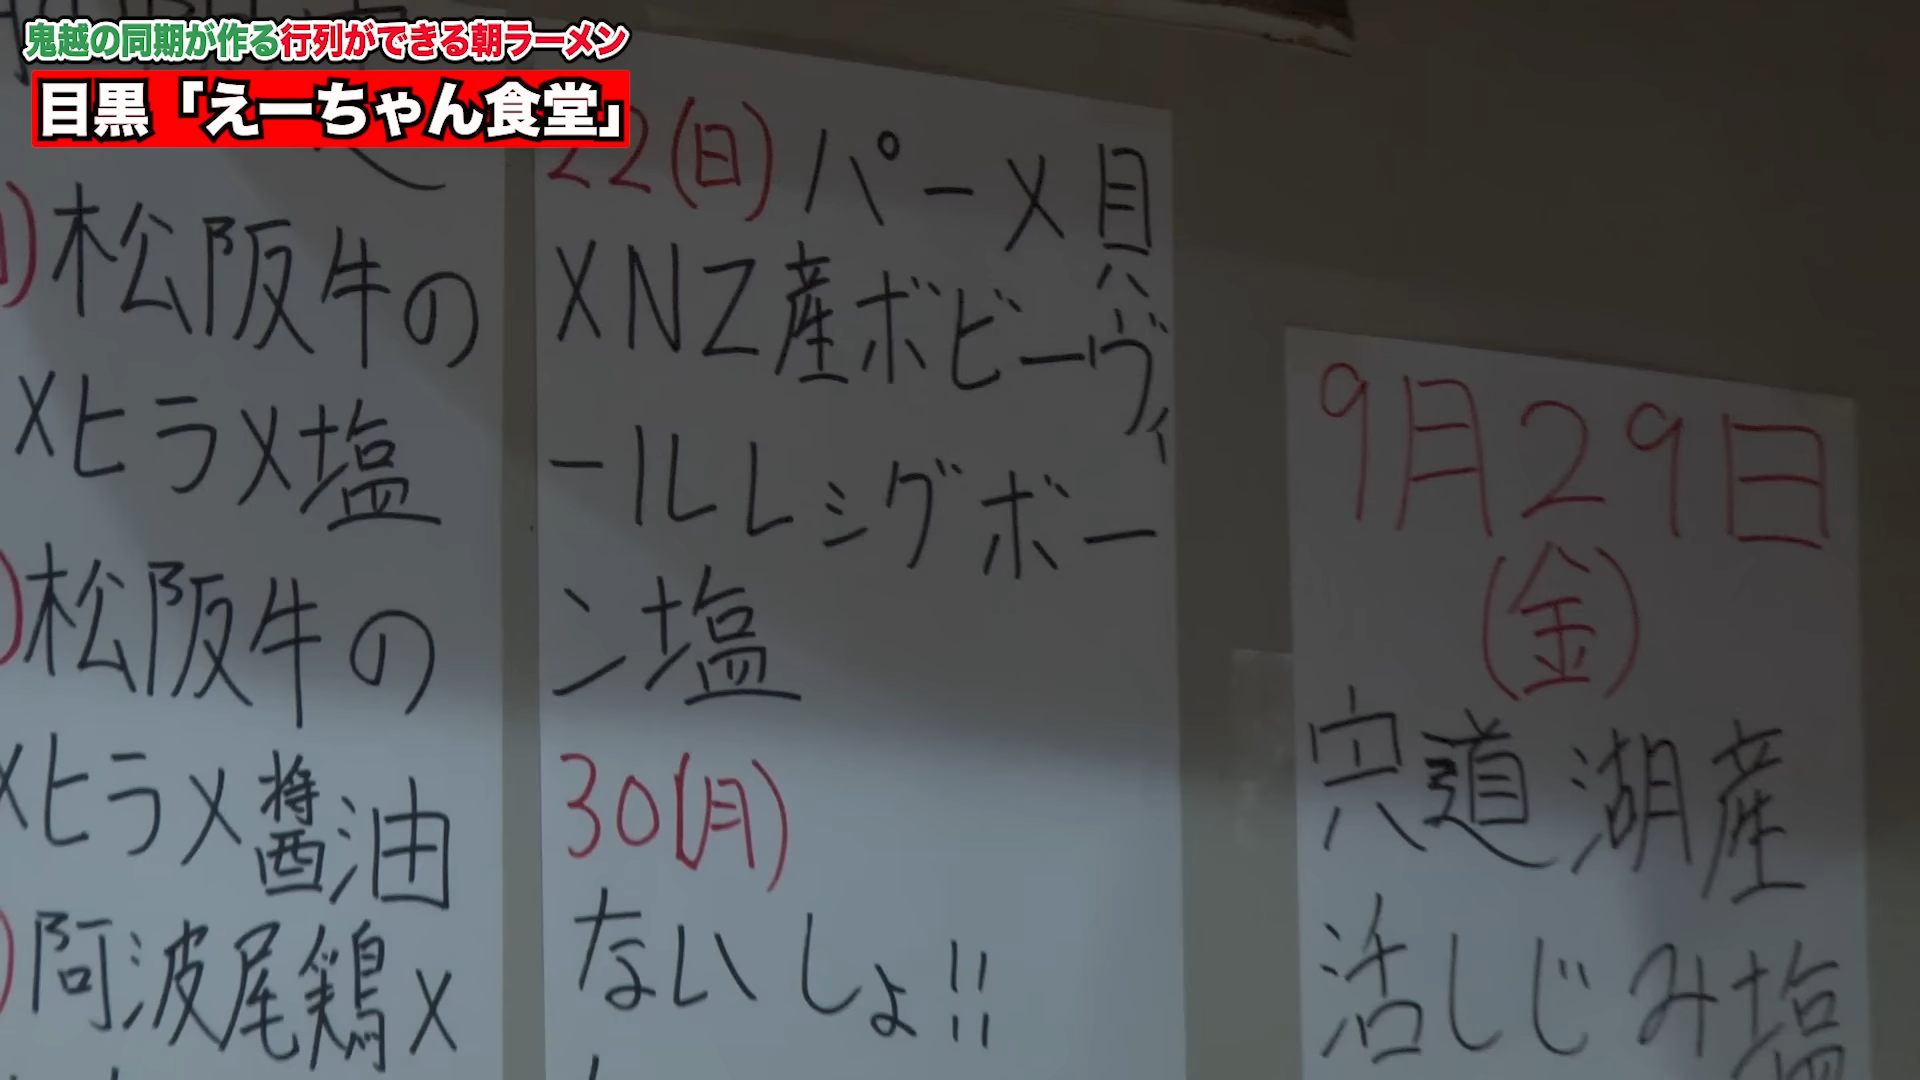 鬼越の同期が作る行列ができる朝ラーメン
目黒「えーちゃん食堂」
)松阪牛の
×ヒラメ塩
)松阪牛の
×ヒラメ醤油
)阿波尾鶏×
22(日)パーメ貝
×NZ産ボビーヴィ
ールレングボー
ン塩
30(月)
ないしょ!!
9月29日
(金)
宍道湖産
活しじみ塩